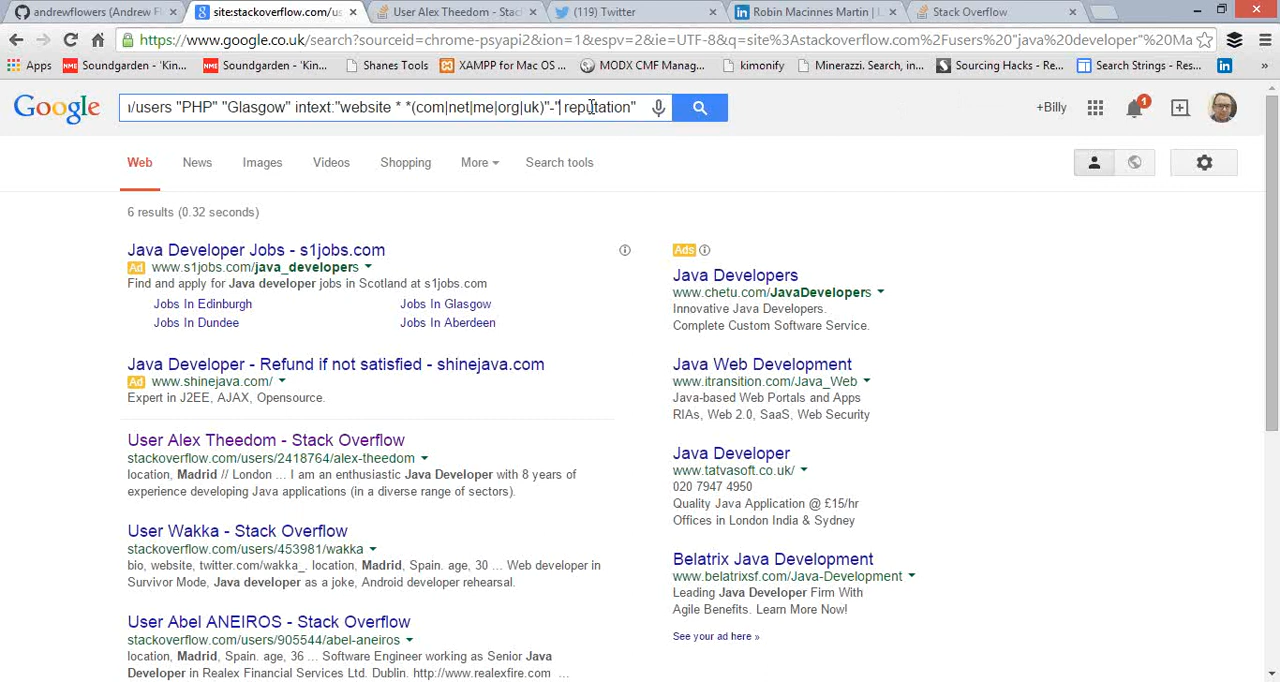 andrewflowers (Andrew F
site:stackoverflow.com/us
User Alex Theedom - Stac
(119) Twitter
Robin Macinnes Martin | L
Stack Overflow
https://www.google.co.uk/search?sourceid=chrome-psyapi2&ion=1&espv=2&ie=UTF-8&q=site%3Astackoverflow.com%2Fusers%20"java%20developer"%20Ma
Apps
Soundgarden - 'Kin...
Soundgarden - 'Kin...
Shanes Tools
XAMPP for Mac OS ...
MODX CMF Manag...
kimonify
Minerazzi. Search, in...
Sourcing Hacks - Re...
Search Strings - Res...
»
Google
/users "PHP" "Glasgow" intext:"website * *(com|net|me|org|uk)"-" reputation"
+Billy
1
Web
News
Images
Videos
Shopping
More
Search tools
6 results (0.32 seconds)
Java Developer Jobs - s1jobs.com
Ad www.s1jobs.com/java_developers
Find and apply for Java developer jobs in Scotland at s1jobs.com
Jobs In Edinburgh
Jobs In Glasgow
Jobs In Dundee
Jobs In Aberdeen
Java Developer - Refund if not satisfied - shinejava.com
Ad www.shinejava.com/
Expert in J2EE, AJAX, Opensource.
User Alex Theedom - Stack Overflow
stackoverflow.com/users/2418764/alex-theedom
location, Madrid // London ... I am an enthusiastic Java Developer with 8 years of
experience developing Java applications (in a diverse range of sectors).
User Wakka - Stack Overflow
stackoverflow.com/users/453981/wakka
bio, website, twitter.com/wakka_. location, Madrid, Spain. age, 30 ... Web developer in
Survivor Mode, Java developer as a joke, Android developer rehearsal.
User Abel ANEIROS - Stack Overflow
stackoverflow.com/users/905544/abel-aneiros
location, Madrid, Spain. age, 36 ... Software Engineer working as Senior Java
Developer in Realex Financial Services Ltd. Dublin. http://www.realexfire.com ...
Ads
Java Developers
www.chetu.com/JavaDevelopers
Innovative Java Developers.
Complete Custom Software Service.
Java Web Development
www.itransition.com/Java_Web
Java-based Web Portals and Apps
RIAs, Web 2.0, SaaS, Web Security
Java Developer
www.tatvasoft.co.uk/
020 7947 4950
Quality Java Application @ £15/hr
Offices in London India & Sydney
Belatrix Java Development
www.belatrixsf.com/Java-Development
Leading Java Developer Firm With
Agile Benefits. Learn More Now!
See your ad here »